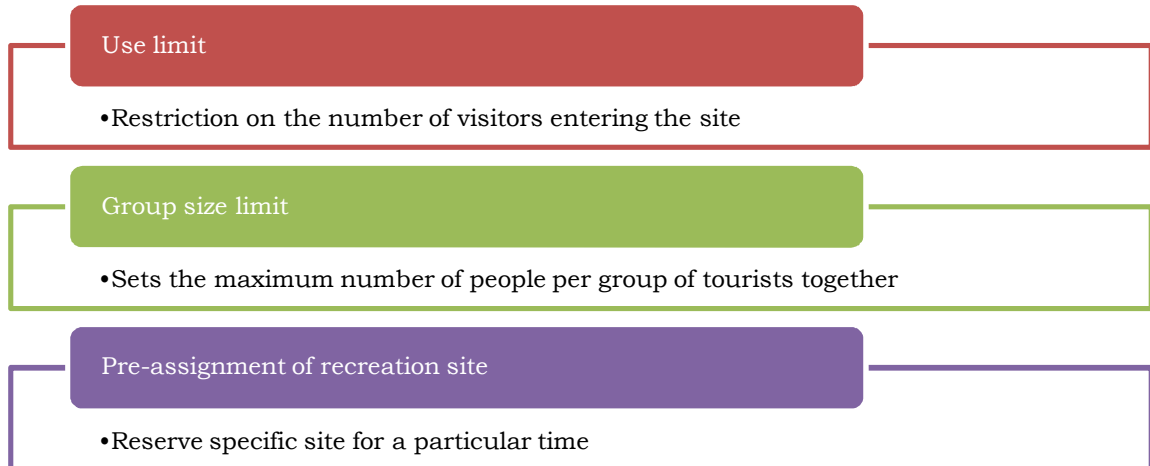 Use limit
•Restriction on the number of visitors entering the site
Group size limit
•Sets the maximum number of people per group of tourists together
Pre-assignment of recreation site
•Reserve specific site for a particular time